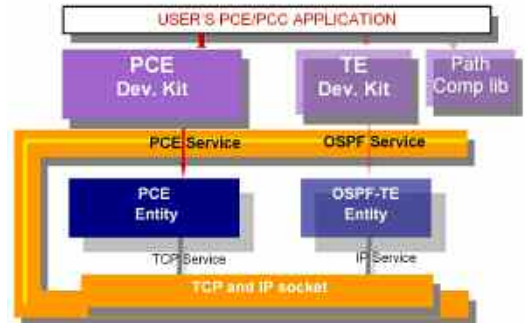 USER'S PCE/PCC APPLICATION
PCE
Dev. Kit
TE
Dev. Kit
Path
Comp lib
PCE Service
OSPF Service
PCE
Entity
OSPF-TE
Entity
TCP Service
IP Service
TCP and IP socket